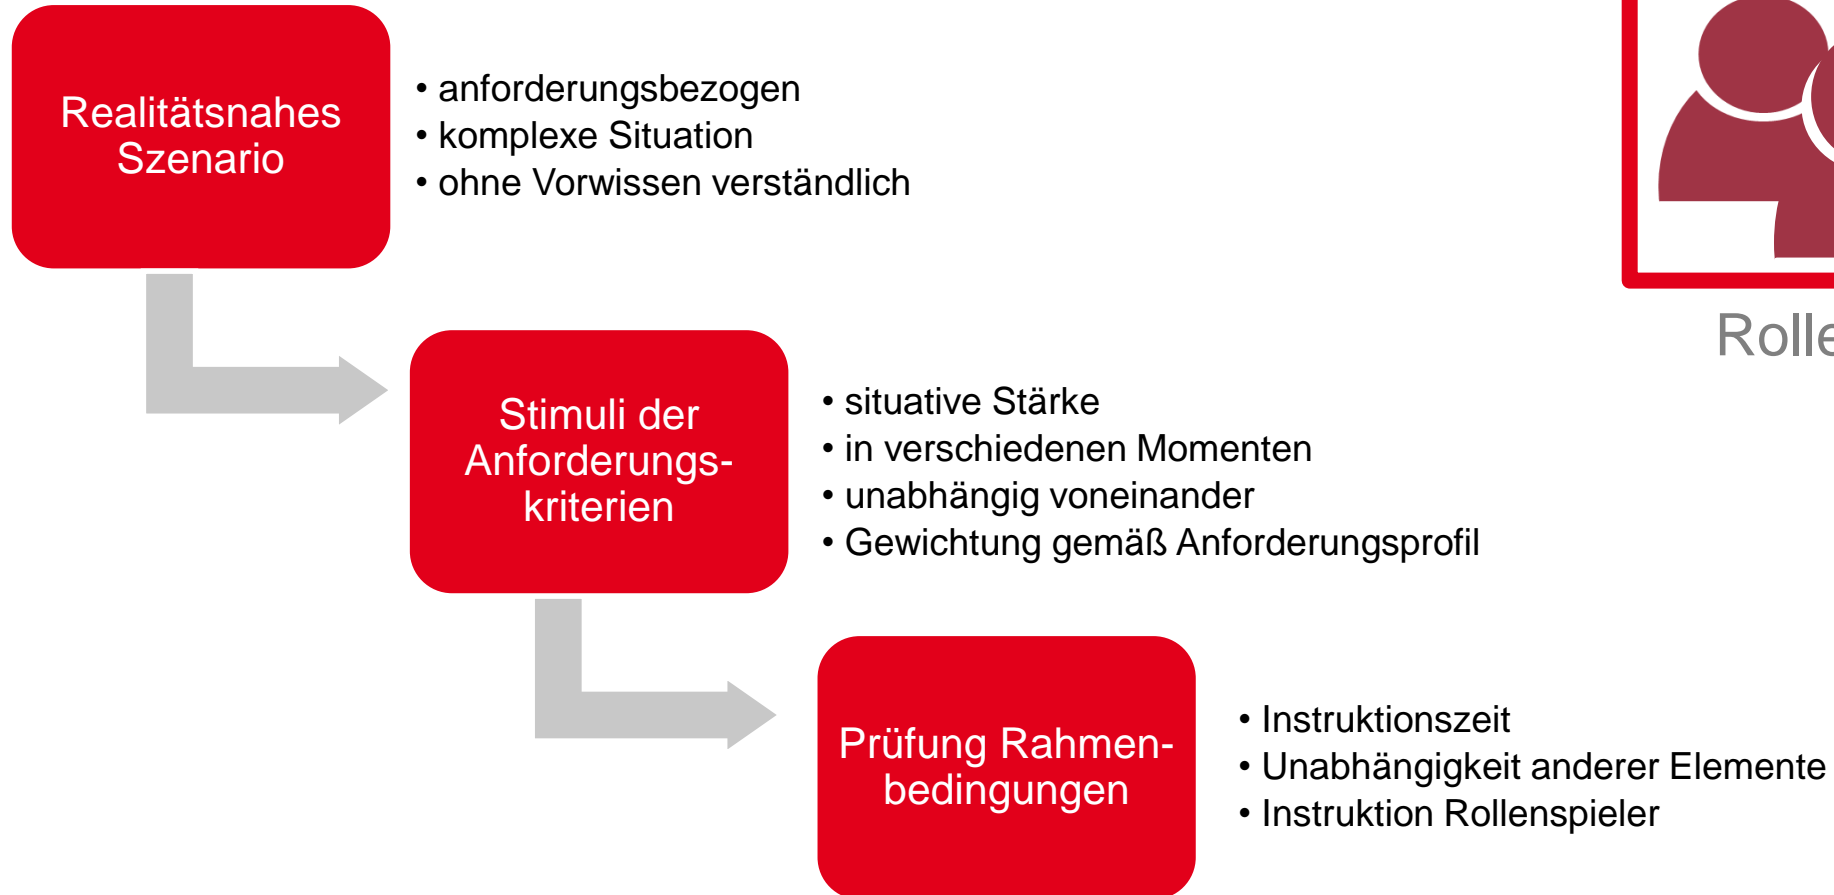 Realitätsnahes
Szenario
• anforderungsbezogen
• komplexe Situation
• ohne Vorwissen verständlich
Rolle
Stimuli der
Anforderungs-
kriterien
• situative Stärke
• in verschiedenen Momenten
• unabhängig voneinander
• Gewichtung gemäß Anforderungsprofil
Prüfung Rahmen-
bedingungen
• Instruktionszeit
• Unabhängigkeit anderer Elemente
• Instruktion Rollenspieler